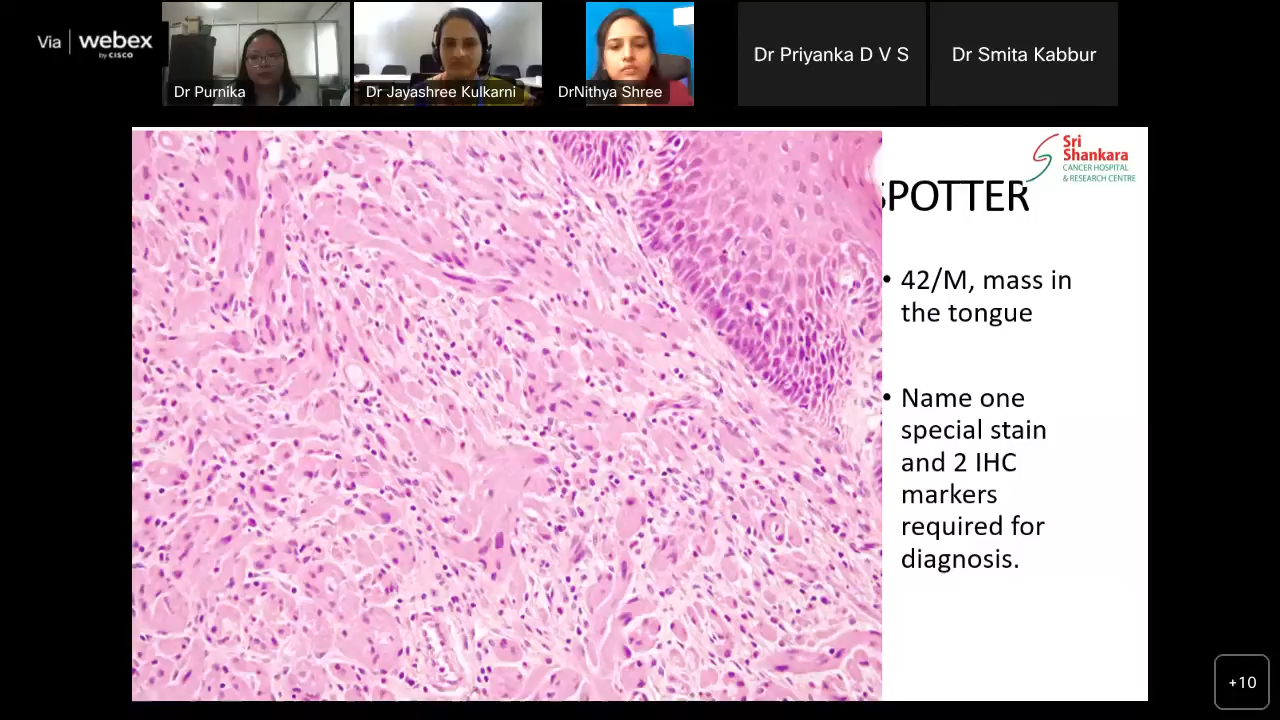 Via webex
by CISCO
Dr Purnika
Dr Jayashree Kulkarni
DrNithya Shree
Dr Priyanka D V S
Dr Smita Kabbur
Sri
Shankara
CANCER HOSPITAL
& RESEARCH CENTRE
SPOTTER
• 42/M, mass in
the tongue
• Name one
special stain
and 2 IHC
markers
required for
diagnosis.
+10